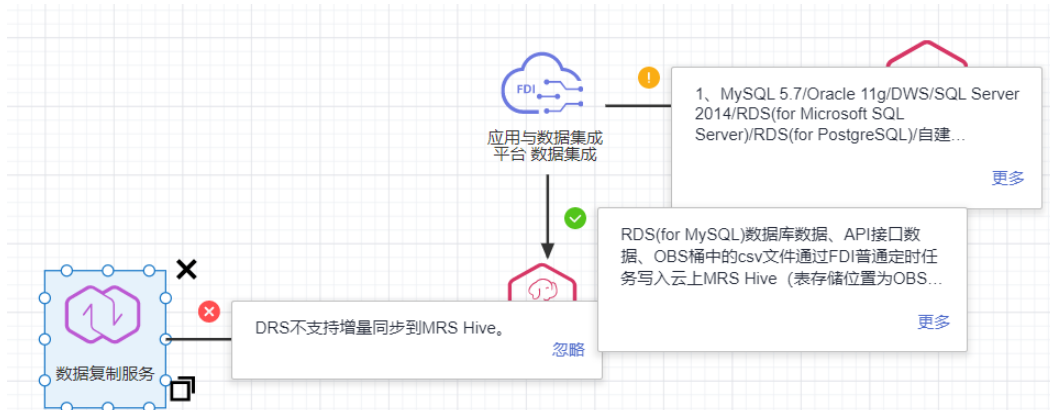 FDI
应用与数据集成
平台 数据集成
1、MySQL 5.7/Oracle 11g/DWS/SQL Server
2014/RDS(for Microsoft SQL
Server)/RDS(for PostgreSQL)/自建...
更多
RDS(for MySQL)数据库数据、API接口数
据、OBS桶中的csv文件通过FDI普通定时任
务写入云上MRS Hive（表存储位置为OBS...
更多
DRS不支持增量同步到MRS Hive。
忽略
数据复制服务